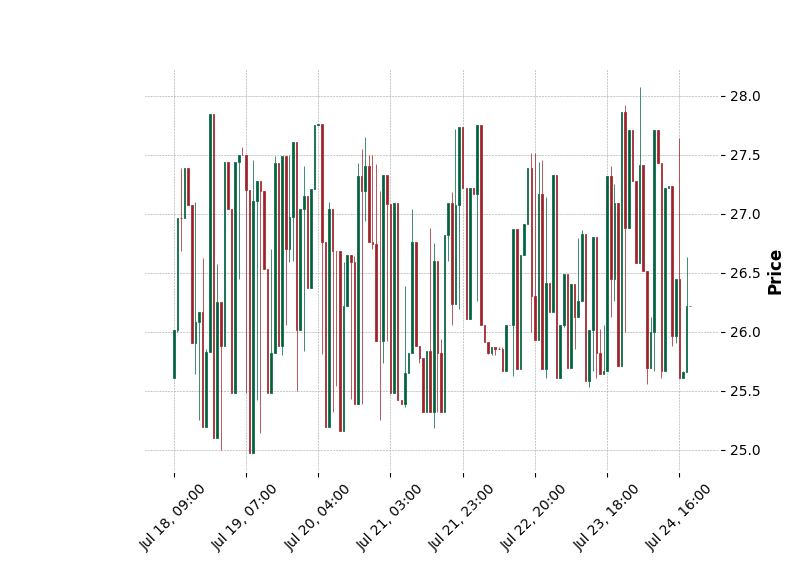 28.0
27.5
27.0
26.5
26.0
25.5
25.0
Price
Jul 18, 09:00
Jul 19, 07:00
Jul 20, 04:00
Jul 21, 03:00
Jul 21, 23:00
Jul 22, 20:00
Jul 23, 18:00
Jul 24, 16:00